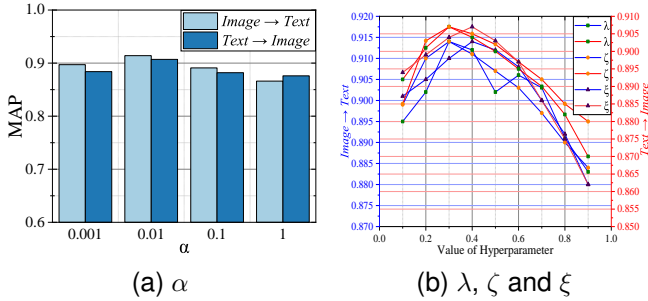 1.0
0.9
0.8
0.7
0.6
MAP
Image → Text
Text → Image
0.001
0.01
0.1
1
α
(a) α
0.920
0.915
0.910
0.905
0.900
0.895
0.890
0.885
0.880
0.875
0.870
Image → Text
λ
λ
ζ
ζ
ξ
ξ
0.910
0.905
0.900
0.895
0.890
0.885
0.880
0.875
0.870
0.865
0.860
0.855
0.850
Text → Image
0.0
0.2
0.4
0.6
0.8
1.0
Value of Hyperparameter
(b) λ, ζ and ξ